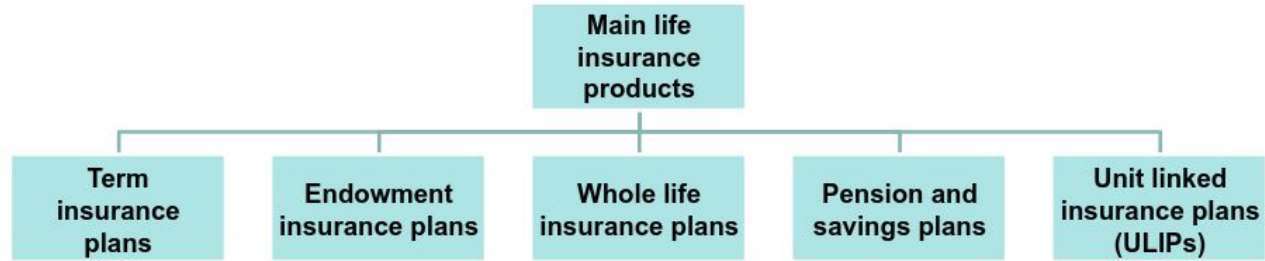 Main life
insurance
products
Term
insurance
plans
Endowment
insurance plans
Whole life
insurance plans
Pension and
savings plans
Unit linked
insurance plans
(ULIPs)